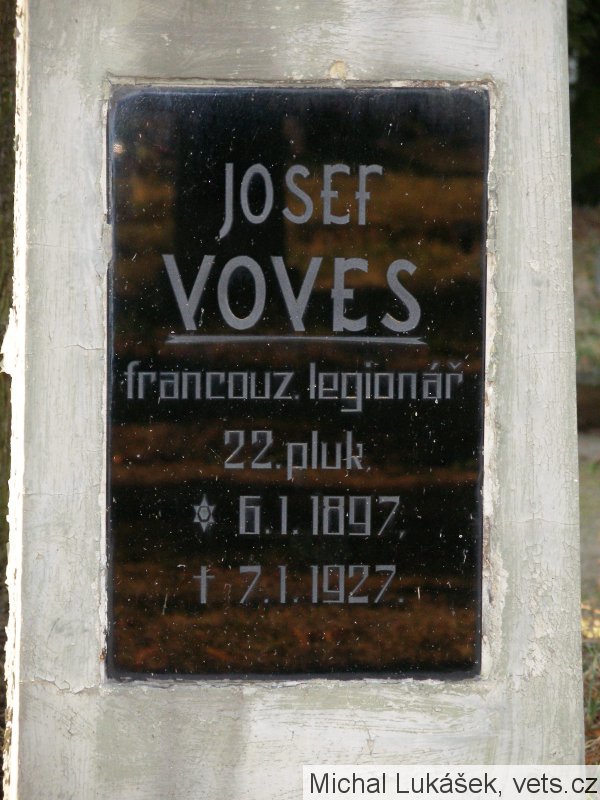 JOSEF
VOVES
francouz. legionář
22. pluk,
* 6. 1. 1897,
† 7. 1. 1927.
Michal Lukášek, vets.cz